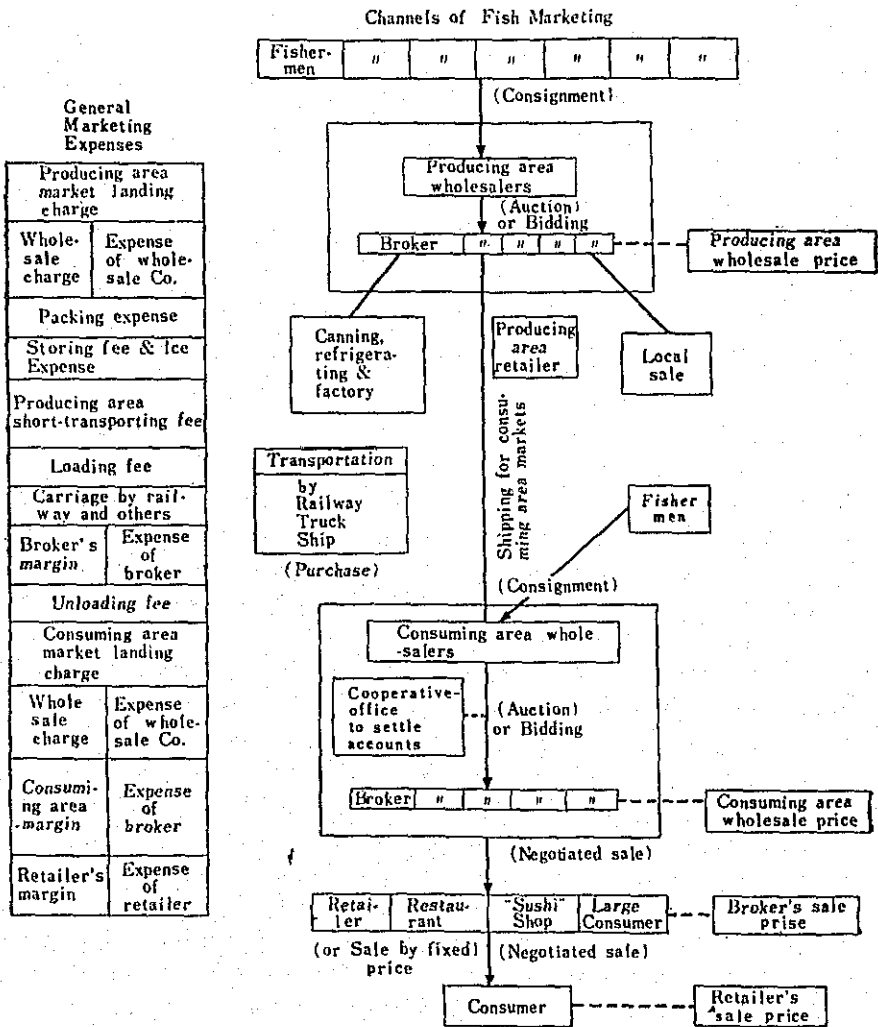 Channels of Fish Marketing
Fisher-
men
〃 〃 〃 〃 〃 〃
(Consignment)
General
Marketing
Expenses
Producing area
market landing
charge
Whole-
sale
charge
Expense
of whole-
sale Co.
Packing expense
Storing fee & Ice
Expense
Producing area
short-transporting fee
Loading fee
Carriage by rail-
way and others
Broker's
margin
Expense
of
broker
Unloading fee
Consuming area
market landing
charge
Whole
sale
charge
Expense
of whole-
sale Co.
Consumi-
ng area
margin
Expense
of
broker
Retailer's
margin
Expense
of
retailer
Producing area
wholesalers
(Auction)
or Bidding
Broker 〃 〃 〃 〃
Producing area
wholesale price
Canning,
refrigera-
ting &
factory
Producing
area
retailer
Local
sale
Shipping for consu-
ming area markets
Transportation
by
Railway
Truck
Ship
(Purchase)
Fisher
men
(Consignment)
Consuming area whole
-salers
Cooperative-
office
to settle
accounts
(Auction)
or Bidding
Broker 〃 〃 〃 〃
Consuming area
wholesale price
(Negotiated sale)
Retai-
ler
Restau-
rant
"Sushi"
Shop
Large
Consumer
Broker's sale
prise
(or Sale by fixed)
price
(Negotiated sale)
Consumer
Retailer's
sale price